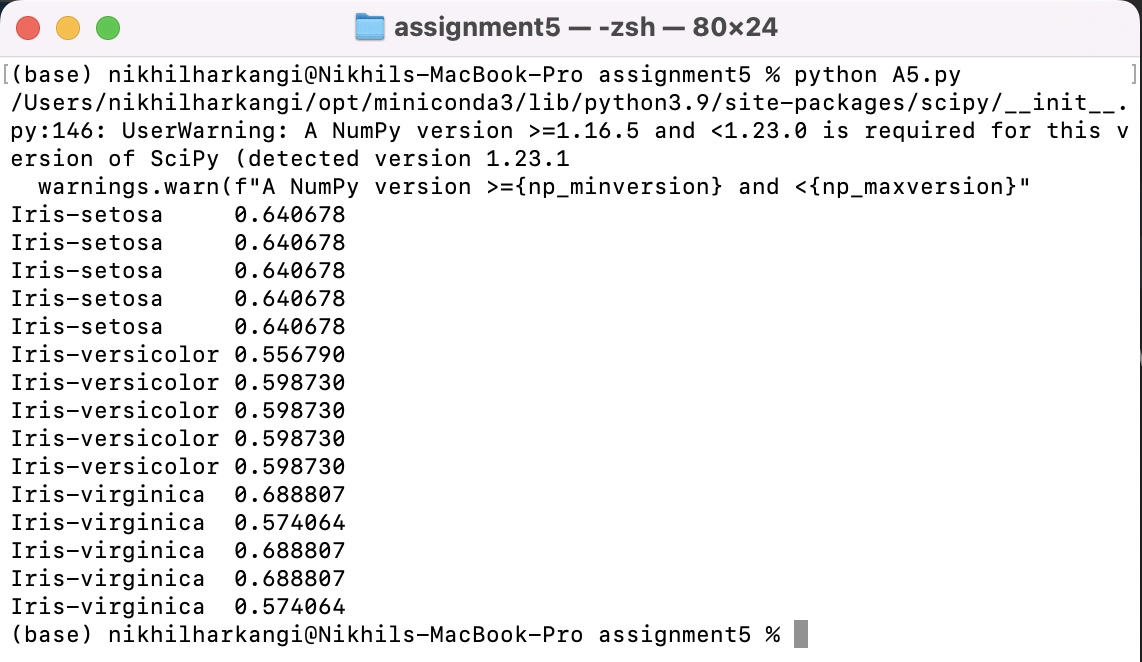 assignment5 — -zsh — 80×24
[(base) nikhilharkangi@Nikhils-MacBook-Pro assignment5 % python A5.py ]
/Users/nikhilharkangi/opt/miniconda3/lib/python3.9/site-packages/scipy/__init__.
py:146: UserWarning: A NumPy version >=1.16.5 and <1.23.0 is required for this v
ersion of SciPy (detected version 1.23.1
  warnings.warn(f"A NumPy version >={np_minversion} and <{np_maxversion}"
Iris-setosa     0.640678
Iris-setosa     0.640678
Iris-setosa     0.640678
Iris-setosa     0.640678
Iris-setosa     0.640678
Iris-versicolor 0.556790
Iris-versicolor 0.598730
Iris-versicolor 0.598730
Iris-versicolor 0.598730
Iris-versicolor 0.598730
Iris-virginica  0.688807
Iris-virginica  0.574064
Iris-virginica  0.688807
Iris-virginica  0.688807
Iris-virginica  0.574064
(base) nikhilharkangi@Nikhils-MacBook-Pro assignment5 %